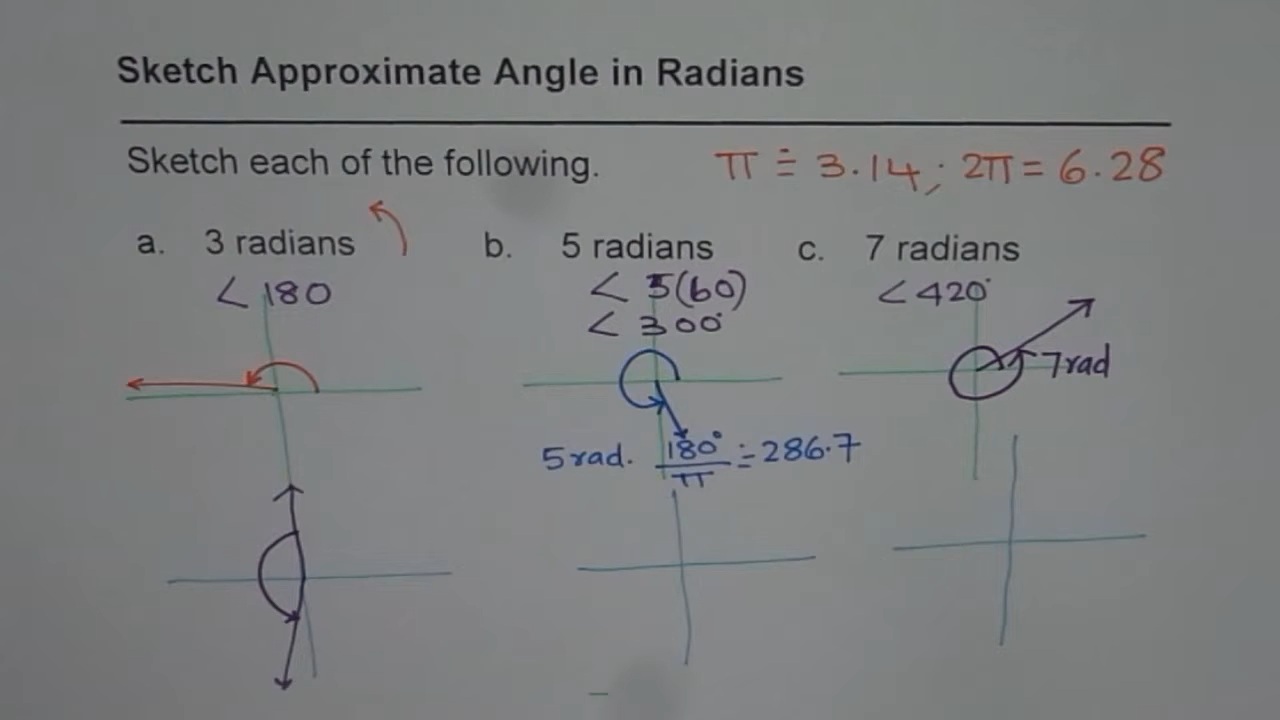 Sketch Approximate Angle in Radians
Sketch each of the following. π ≐ 3.14; 2π = 6.28
a. 3 radians b. 5 radians c. 7 radians
< 180 < 5(60) < 420°
< 300°
7rad
5rad. 180°/π ≐ 286.7